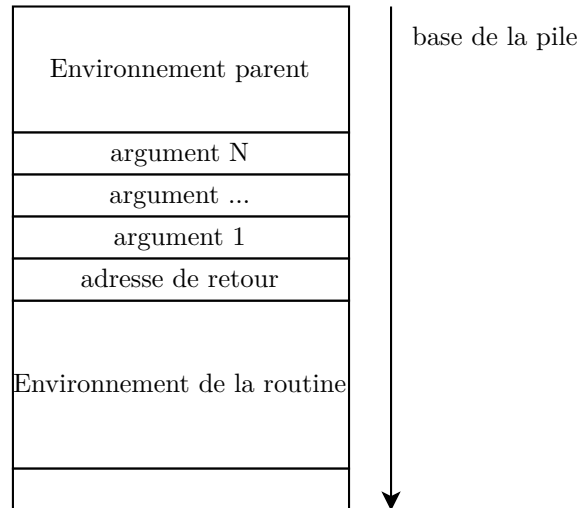 base de la pile
Environnement parent
argument N
argument ...
argument 1
adresse de retour
Environnement de la routine